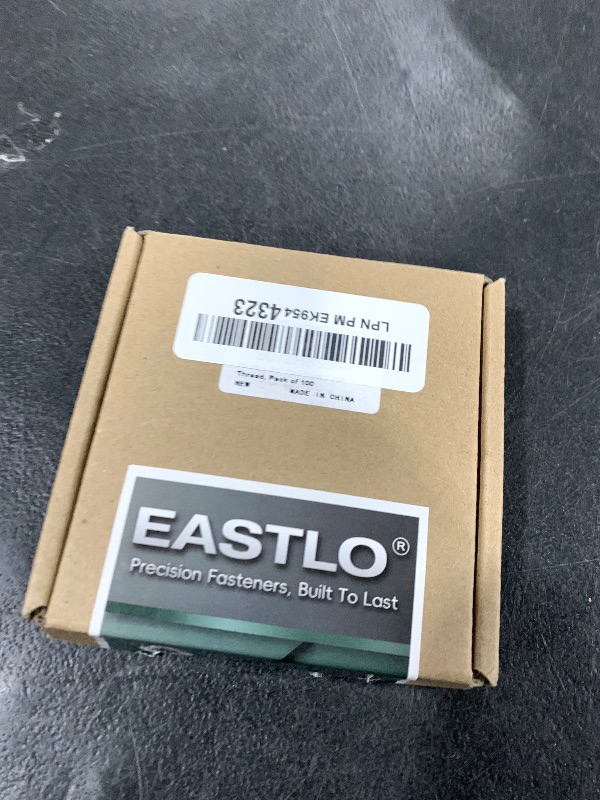 LPN PM EK9544323
Thread, Pack of 100
NEW MADE IN CHINA
EASTLO®
Precision Fasteners, Built To Last